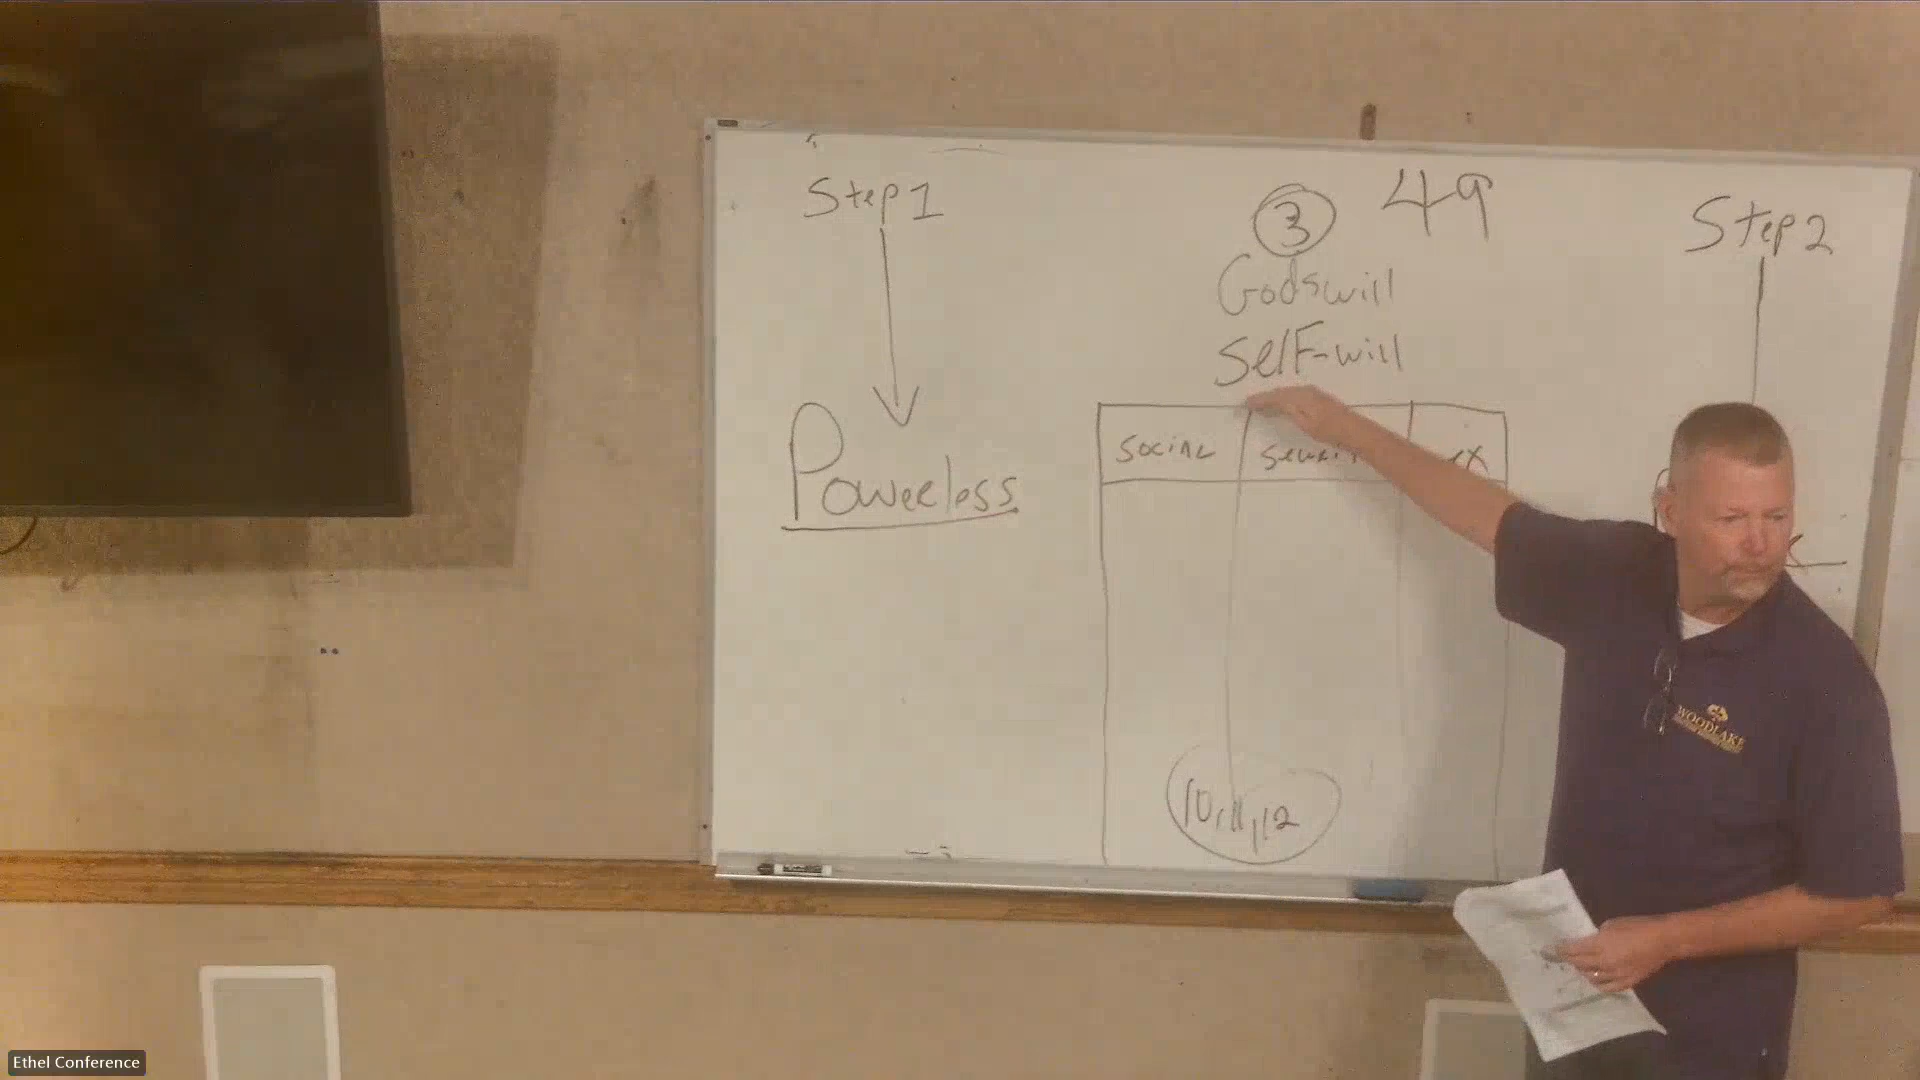 Step 1
3 49
Step 2
Godswill
Self-will
Powerless
Social
10, 11, 12
WOODLAKE
Ethel Conference